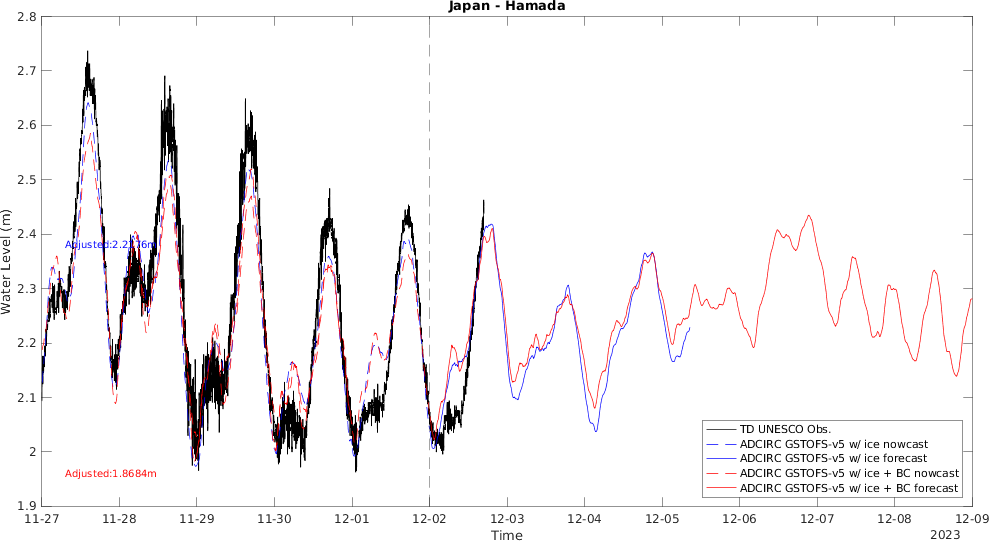 Japan - Hamada
2.8
2.7
2.6
2.5
2.4
2.3
2.2
2.1
2
1.9
Water Level (m)
Adjusted:2.2176m
Adjusted:1.8684m
TD UNESCO Obs.
ADCIRC GSTOFS-v5 w/ ice nowcast
ADCIRC GSTOFS-v5 w/ ice forecast
ADCIRC GSTOFS-v5 w/ ice + BC nowcast
ADCIRC GSTOFS-v5 w/ ice + BC forecast
11-27 11-28 11-29 11-30 12-01 12-02 12-03 12-04 12-05 12-06 12-07 12-08 12-09
Time
2023